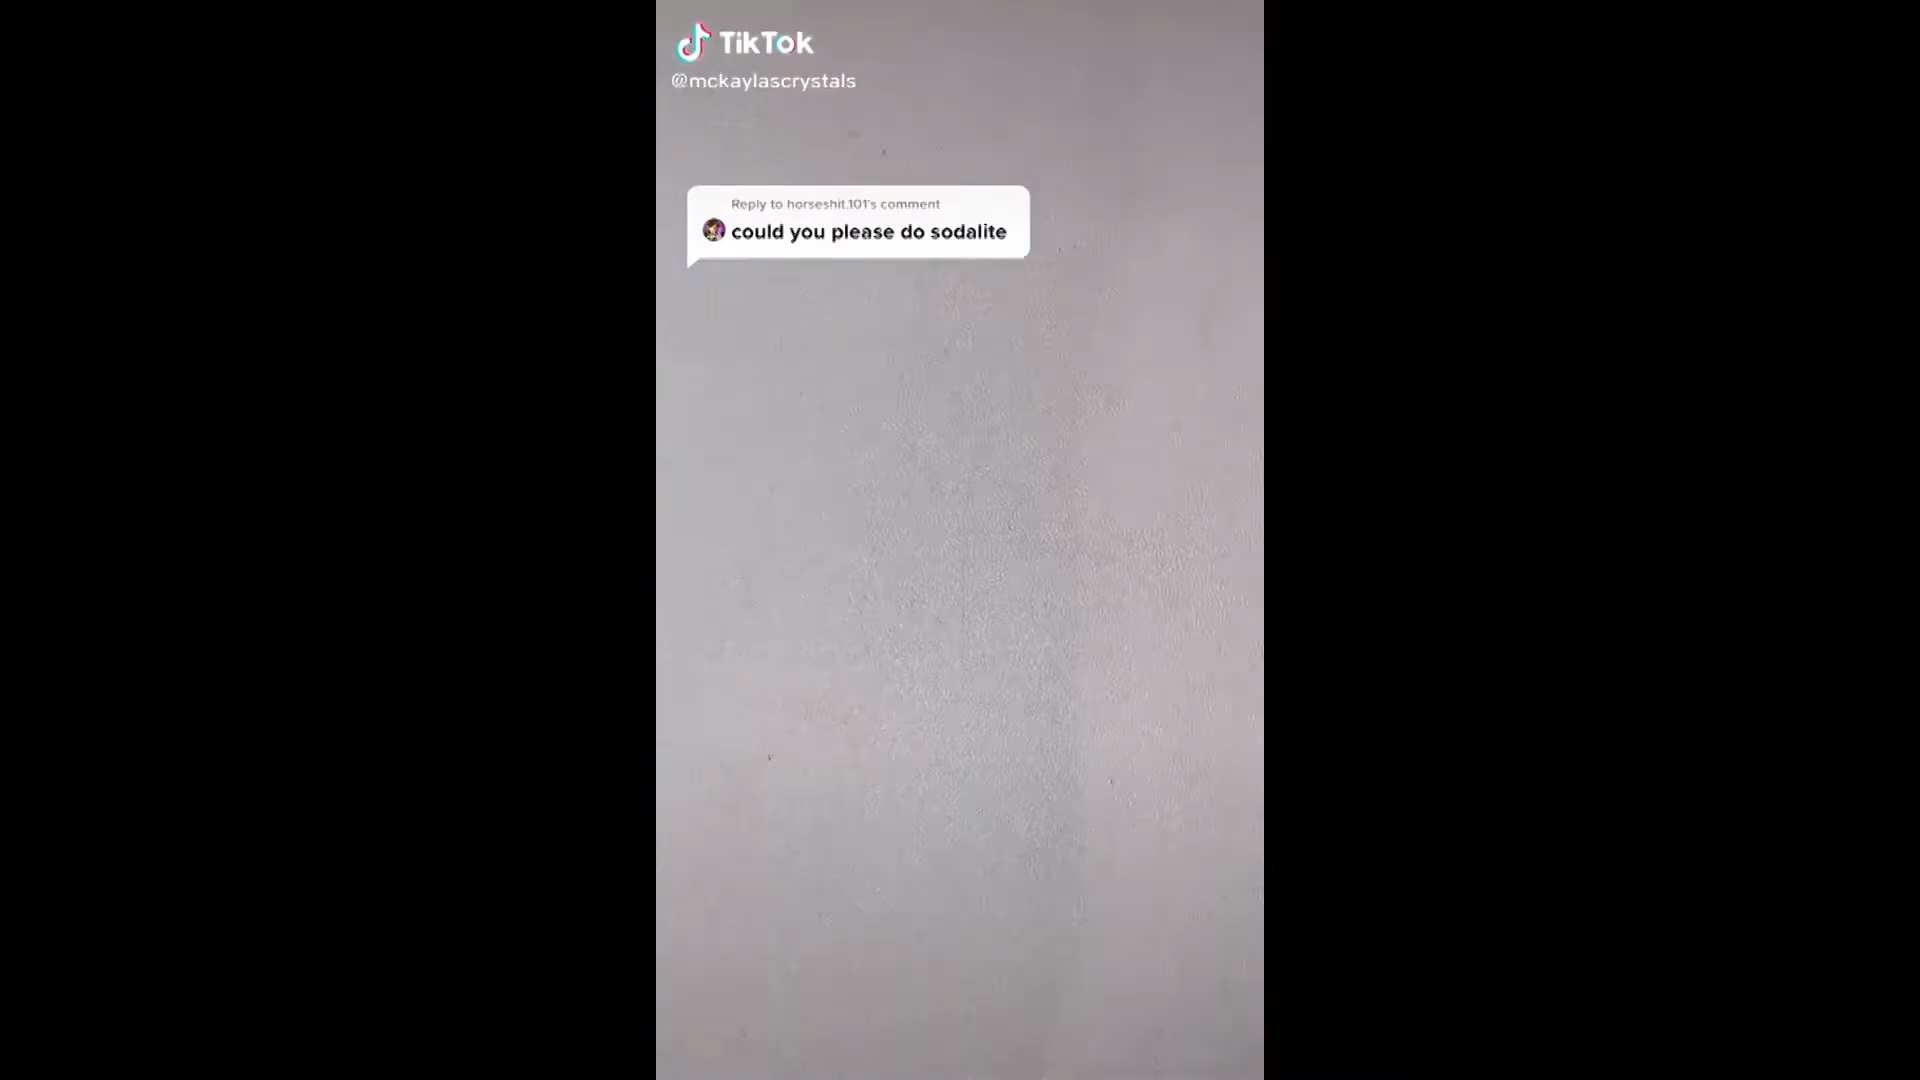 TikTok
@mckaylascrystals
Reply to horseshit.101's comment
could you please do sodalite